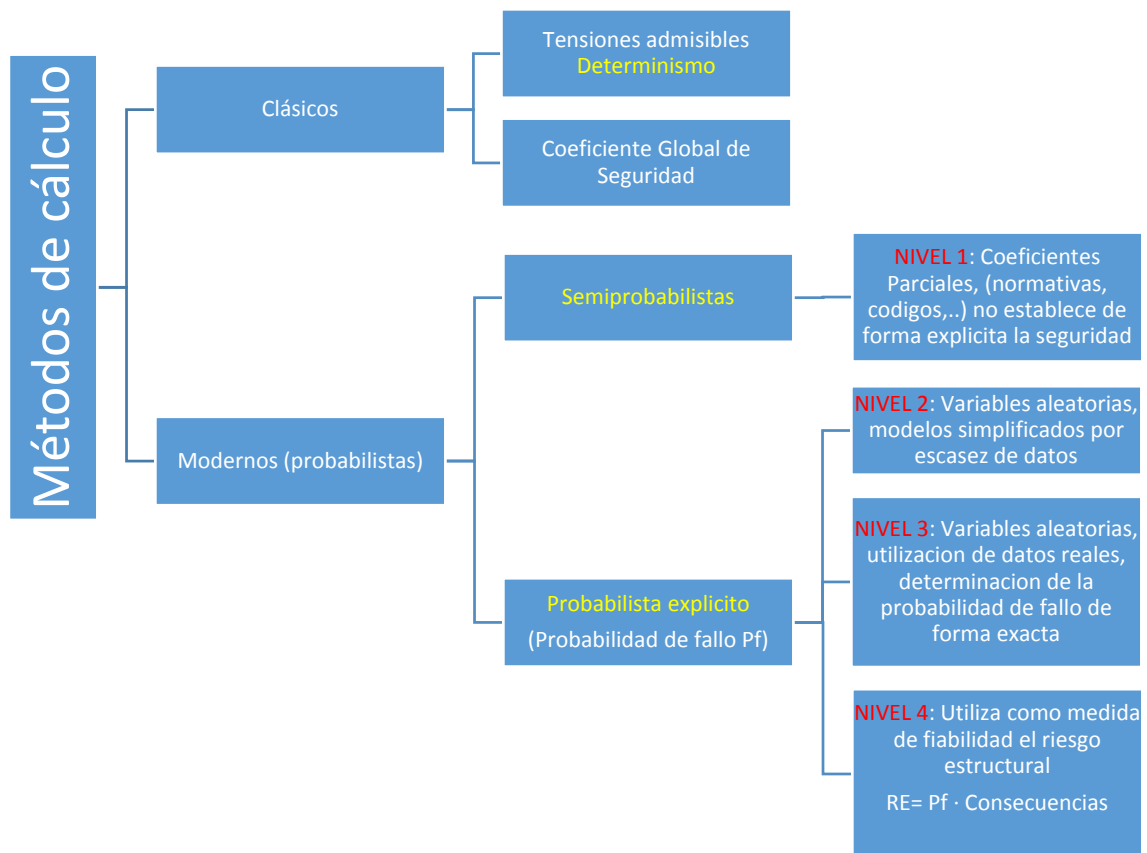 Métodos de cálculo
Clásicos
Tensiones admisibles
Determinismo
Coeficiente Global de
Seguridad
Modernos (probabilistas)
Semiprobabilistas
NIVEL 1: Coeficientes
Parciales, (normativas,
codigos,..) no establece de
forma explicita la seguridad
Probabilista explicito
(Probabilidad de fallo Pf)
NIVEL 2: Variables aleatorias,
modelos simplificados por
escasez de datos
NIVEL 3: Variables aleatorias,
utilizacion de datos reales,
determinacion de la
probabilidad de fallo de
forma exacta
NIVEL 4: Utiliza como medida
de fiabilidad el riesgo
estructural
RE= Pf · Consecuencias